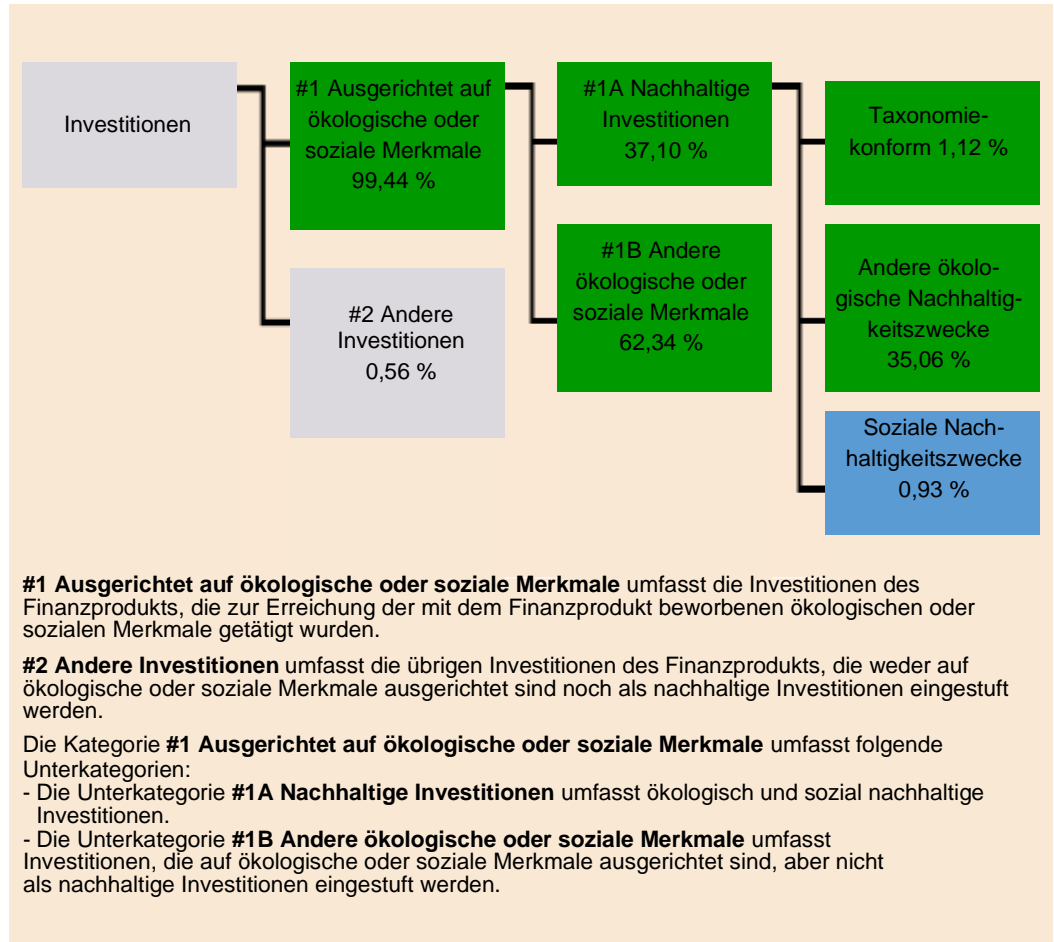 Investitionen
#1 Ausgerichtet auf
ökologische oder
soziale Merkmale
99,44 %
#2 Andere
Investitionen
0,56 %
#1A Nachhaltige
Investitionen
37,10 %
#1B Andere
ökologische oder
soziale Merkmale
62,34 %
Taxonomie-
konform 1,12 %
Andere ökolo-
gische Nachhaltig-
keitszwecke
35,06 %
Soziale Nach-
haltigkeitszwecke
0,93 %
#1 Ausgerichtet auf ökologische oder soziale Merkmale umfasst die Investitionen des
Finanzprodukts, die zur Erreichung der mit dem Finanzprodukt beworbenen ökologischen oder
sozialen Merkmale getätigt wurden.
#2 Andere Investitionen umfasst die übrigen Investitionen des Finanzprodukts, die weder auf
ökologische oder soziale Merkmale ausgerichtet sind noch als nachhaltige Investitionen eingestuft
werden.
Die Kategorie #1 Ausgerichtet auf ökologische oder soziale Merkmale umfasst folgende
Unterkategorien:
- Die Unterkategorie #1A Nachhaltige Investitionen umfasst ökologisch und sozial nachhaltige
Investitionen.
- Die Unterkategorie #1B Andere ökologische oder soziale Merkmale umfasst
Investitionen, die auf ökologische oder soziale Merkmale ausgerichtet sind, aber nicht
als nachhaltige Investitionen eingestuft werden.